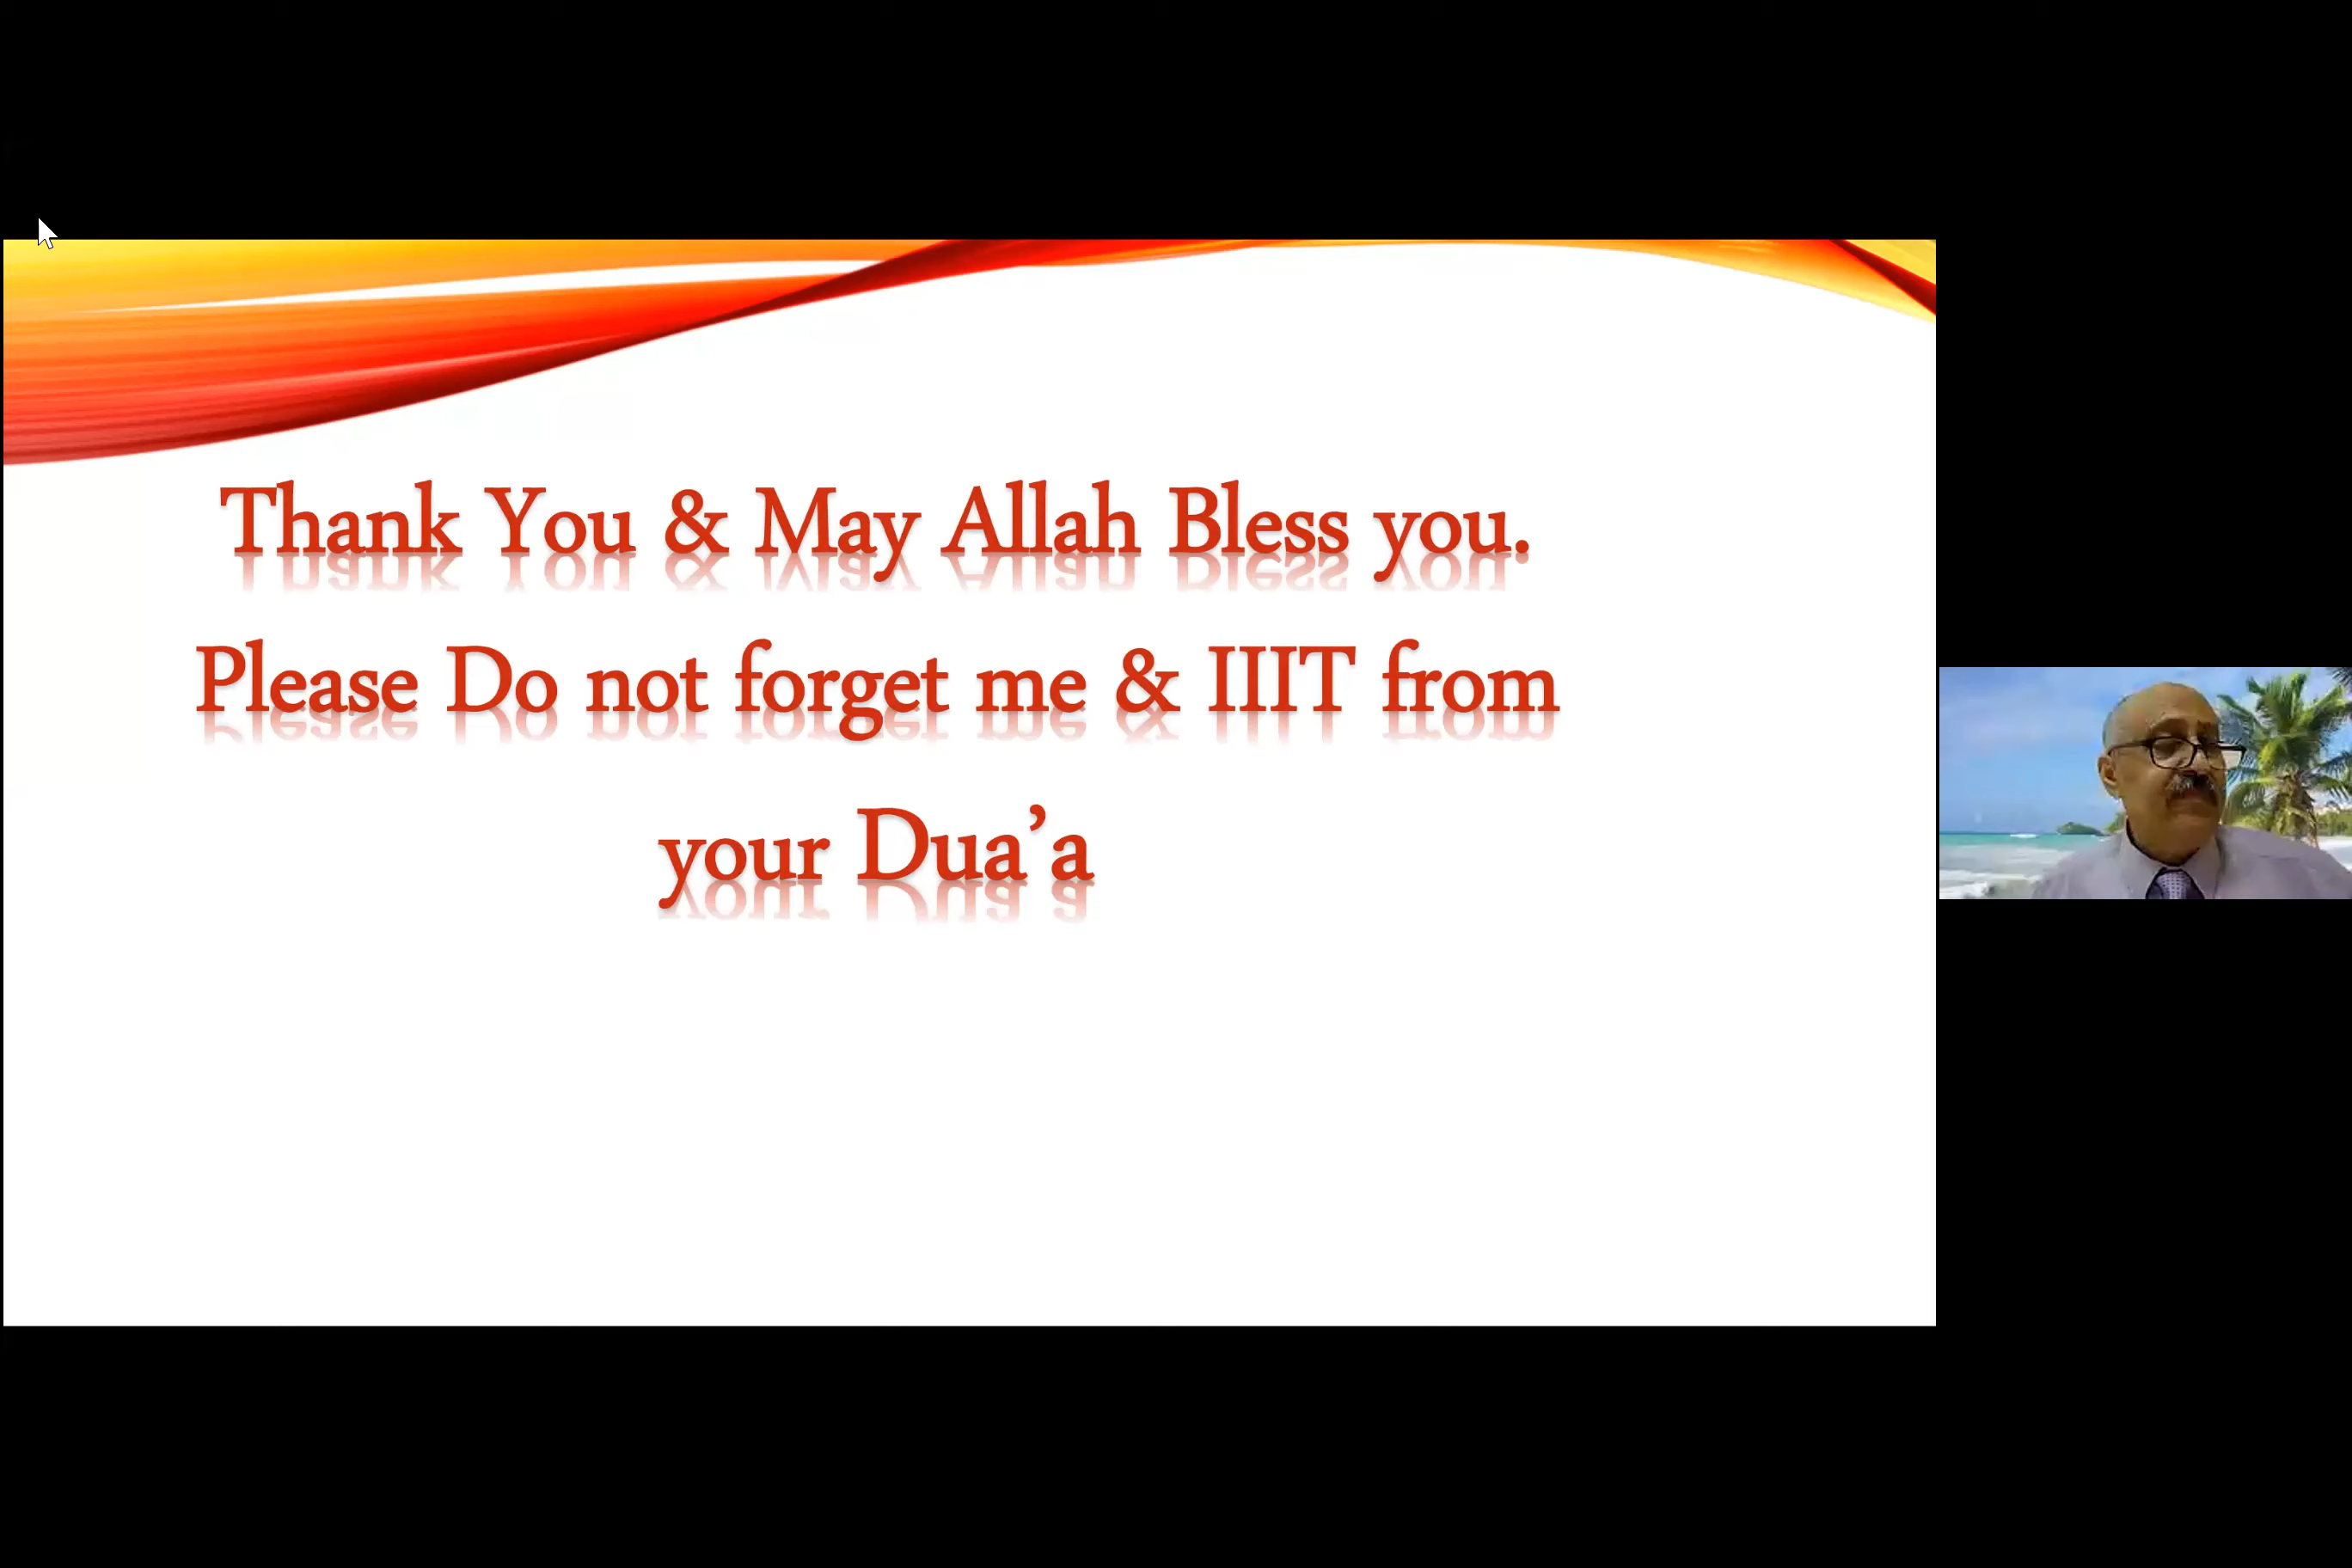 Thank You & May Allah Bless you.
Please Do not forget me & IIIT from
your Dua’a